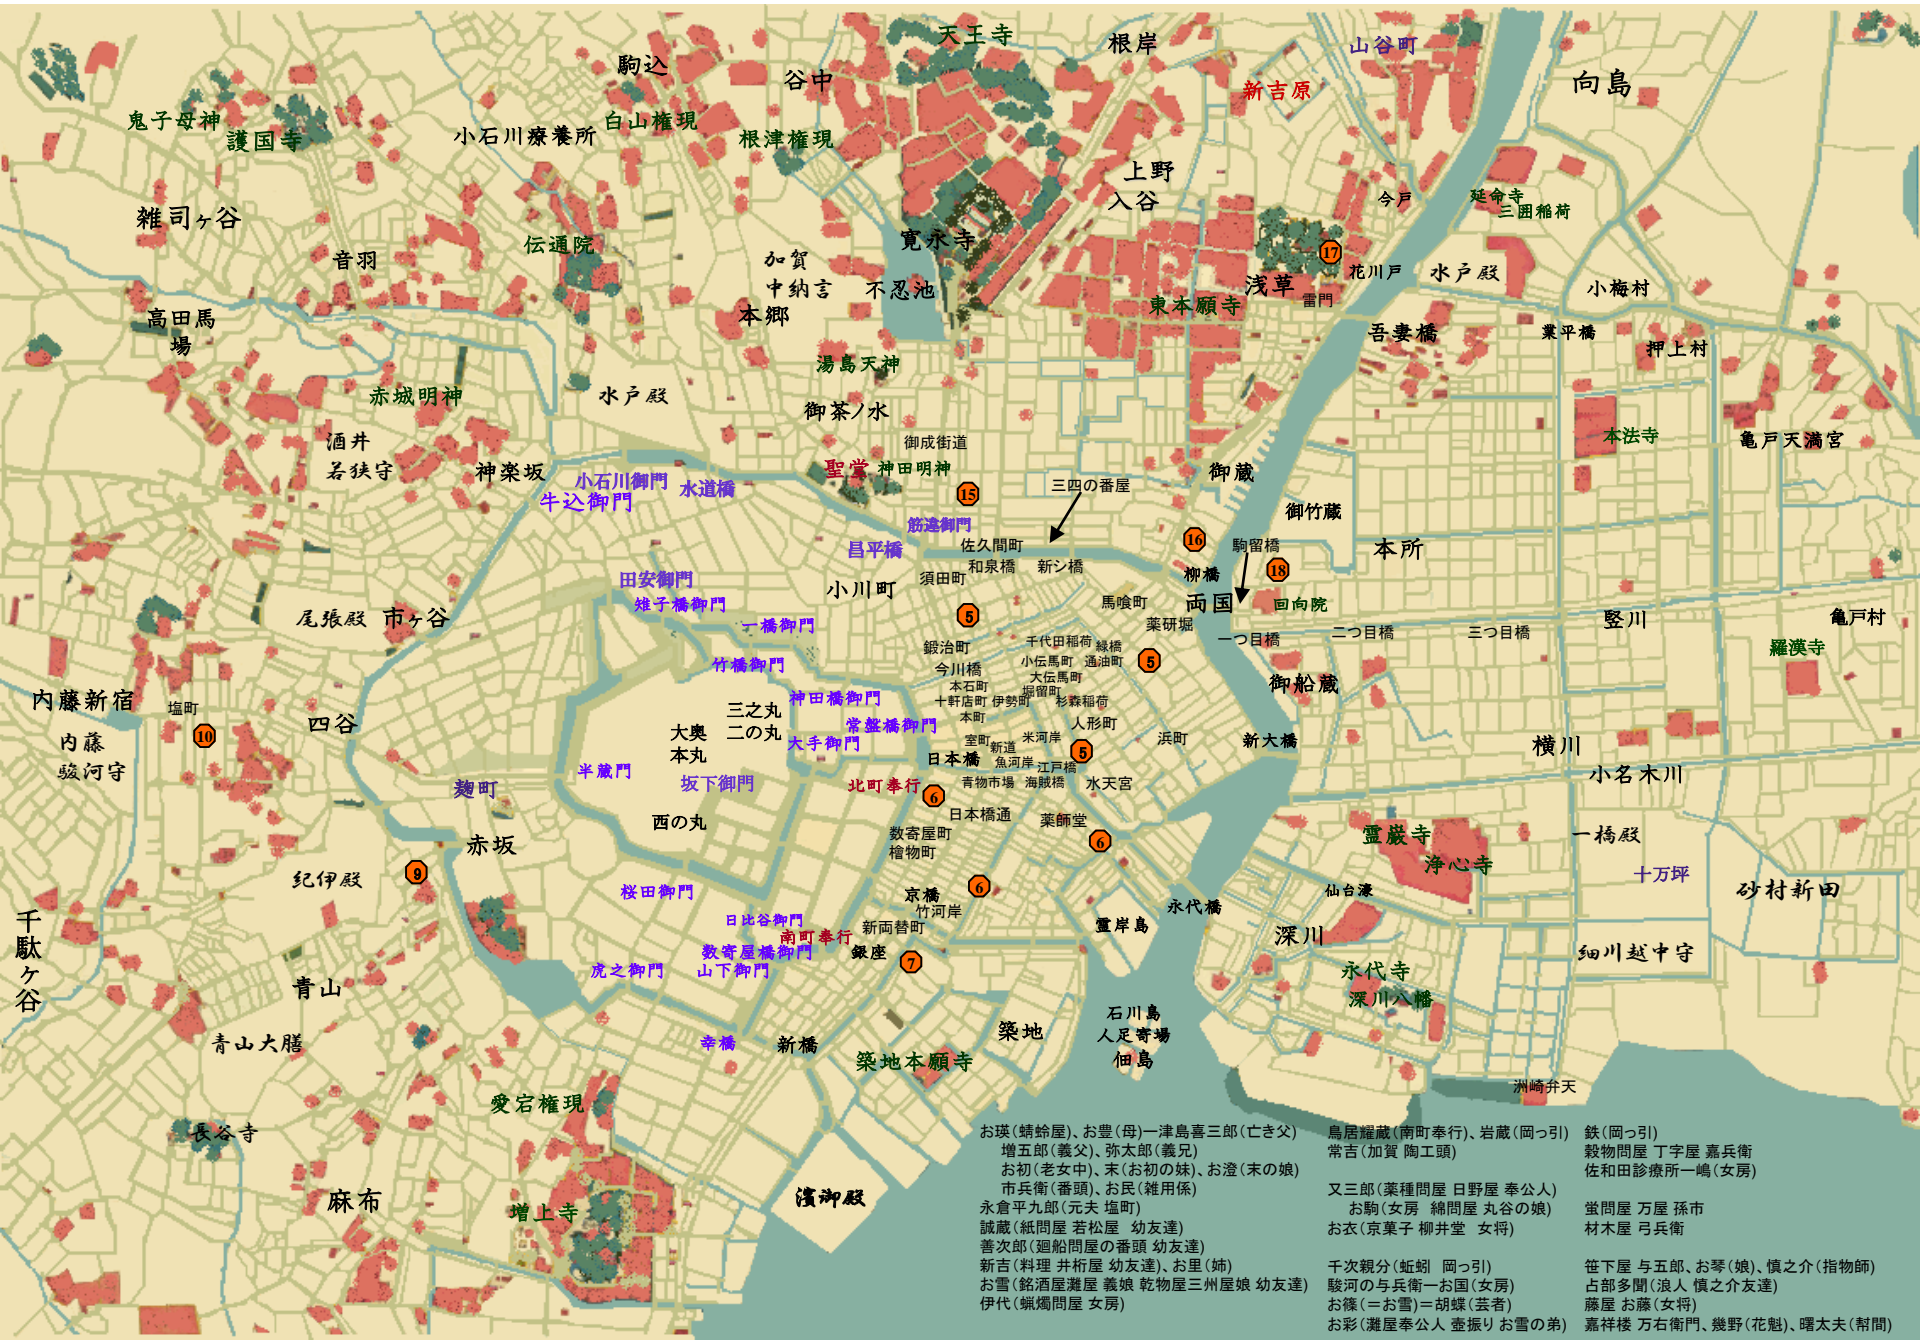 天王寺
根岸
山谷町
向島
駒込
谷中
新吉原
鬼子母神
護国寺
小石川療養所
白山権現
根津権現
上野
入谷
今戸
延命寺
三囲稲荷
雑司ヶ谷
音羽
伝通院
加賀
中納言
本郷
寛永寺
不忍池
17
浅草
雷門
花川戸
水戸殿
小梅村
東本願寺
高田馬
場
吾妻橋
業平橋
押上村
湯島天神
赤城明神
水戸殿
御茶ノ水
御成街道
酒井
若狭守
神楽坂
小石川御門
牛込御門
水道橋
聖堂
神田明神
15
三四の番屋
御蔵
御竹蔵
本法寺
亀戸天満宮
筋違御門
昌平橋
佐久間町
和泉橋
新シ橋
須田町
16
駒留橋
18
本所
柳橋
両国
回向院
田安御門
雉子橋御門
一橋御門
小川町
5
馬喰町
薬研堀
一つ目橋
二つ目橋
三つ目橋
竪川
亀戸村
羅漢寺
尾張殿
市ヶ谷
竹橋御門
鍛治町
今川橋
千代田稲荷
緑橋
小伝馬町
通油町
5
大伝馬町
本石町
堀留町
十軒店町
伊勢町
杉森稲荷
本町
人形町
浜町
御船蔵
新大橋
内藤新宿
塩町
10
内藤
駿河守
四谷
神田橋御門
三之丸
二の丸
常盤橋御門
大手御門
大奥
本丸
室町
新道
米河岸
5
日本橋
魚河岸
江戸橋
青物市場
海賊橋
水天宮
横川
小名木川
半蔵門
坂下御門
麹町
北町奉行
6
日本橋通
薬師堂
6
西の丸
数寄屋町
檜物町
霊巌寺
浄心寺
一橋殿
十万坪
砂村新田
赤坂
9
紀伊殿
桜田御門
京橋
6
竹河岸
仙台濠
永代橋
霊岸島
日比谷御門
南町奉行
新両替町
数寄屋橋御門
銀座
7
虎之御門
山下御門
深川
細川越中守
千駄ヶ谷
青山
永代寺
深川八幡
青山大膳
幸橋
新橋
築地
石川島
人足寄場
佃島
築地本願寺
洲崎弁天
愛宕権現
長谷寺
麻布
増上寺
濱御殿
お瑛(蜻蛉屋)、お豊(母)ー津島喜三郎(亡き父)
増五郎(義父)、弥太郎(義兄)
お初(老女中)、末(お初の妹)、お澄(末の娘)
市兵衛(番頭)、お民(雑用係)
永倉平九郎(元夫 塩町)
誠蔵(紙問屋 若松屋 幼友達)
善次郎(廻船問屋の番頭 幼友達)
新吉(料理 井桁屋 幼友達)、お里(姉)
お雪(銘酒屋灘屋 義娘 乾物屋三州屋娘 幼友達)
伊代(蝋燭問屋 女房)
鳥居耀蔵(南町奉行)、岩蔵(岡っ引)
常吉(加賀 陶工頭)
又三郎(薬種問屋 日野屋 奉公人)
お駒(女房 綿問屋 丸谷の娘)
お衣(京菓子 柳井堂 女将)
千次親分(蚯蚓 岡っ引)
駿河の与兵衛ーお国(女房)
お篠(=お雪)=胡蝶(芸者)
お彩(灘屋奉公人 壷振り お雪の弟)
鉄(岡っ引)
穀物問屋 丁字屋 嘉兵衛
佐和田診療所ー嶋(女房)
蛍問屋 万屋 孫市
材木屋 弓兵衛
笹下屋 与五郎、お琴(娘)、慎之介(指物師)
占部多聞(浪人 慎之介友達)
藤屋 お藤(女将)
嘉祥楼 万右衛門、幾野(花魁)、曙太夫(幇間)